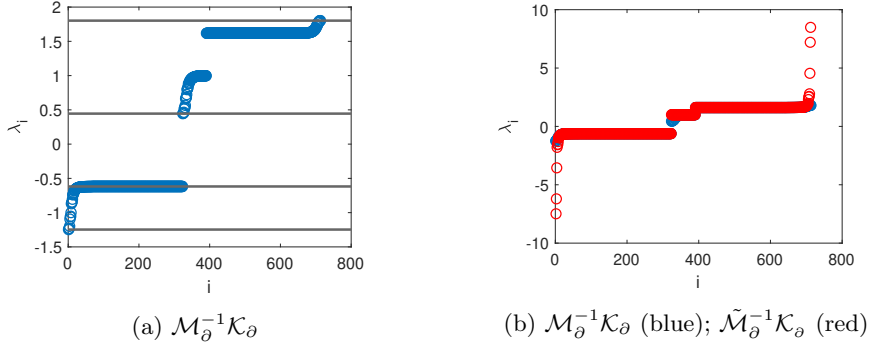 2
1.5
1
0.5
0
-0.5
-1
-1.5
λᵢ
0 200 400 600 800
i
(a) ℳ∂⁻¹𝒦∂
10
5
0
-5
-10
λᵢ
0 200 400 600 800
i
(b) ℳ∂⁻¹𝒦∂ (blue); ℳ̃∂⁻¹𝒦∂ (red)